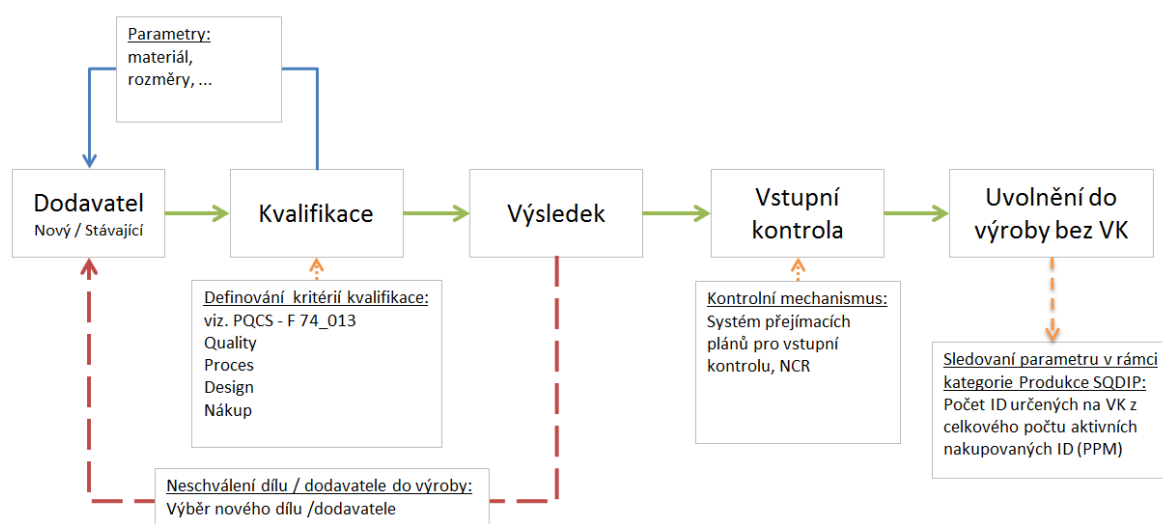 Parametry:
materiál,
rozměry, ...
Dodavatel
Nový / Stávající
Kvalifikace
Výsledek
Vstupní
kontrola
Uvolnění do
výroby bez VK
Definování kritérií kvalifikace:
viz. PQCS - F 74_013
Quality
Proces
Design
Nákup
Kontrolní mechanismus:
Systém přejímacích
plánů pro vstupní
kontrolu, NCR
Sledovaní parametru v rámci
kategorie Produkce SQDIP:
Počet ID určených na VK z
celkového počtu aktivních
nakupovaných ID (PPM)
Neschválení dílu / dodavatele do výroby:
Výběr nového dílu /dodavatele